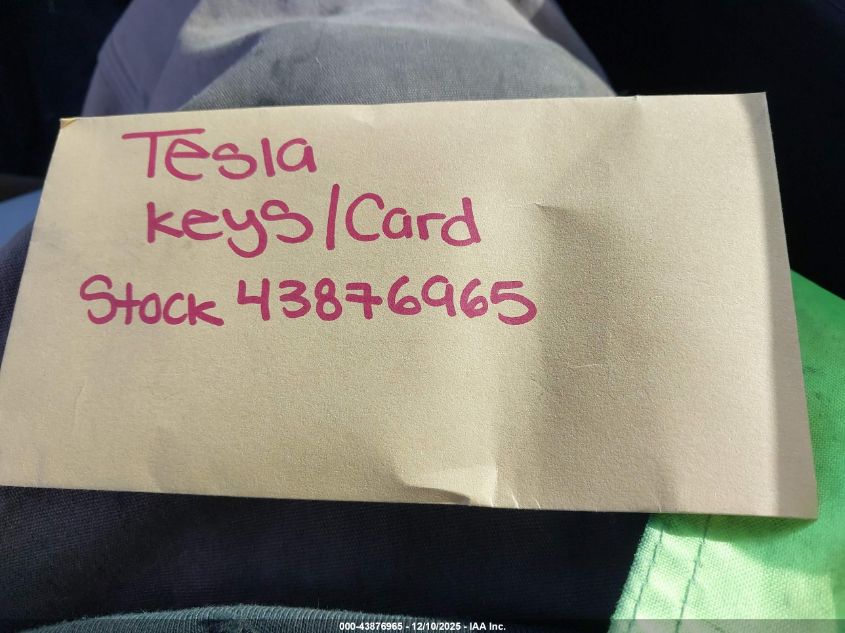 Tesla
keys/Card
Stock 43876965
000-43876965 - 12/10/2025 - IAA Inc.